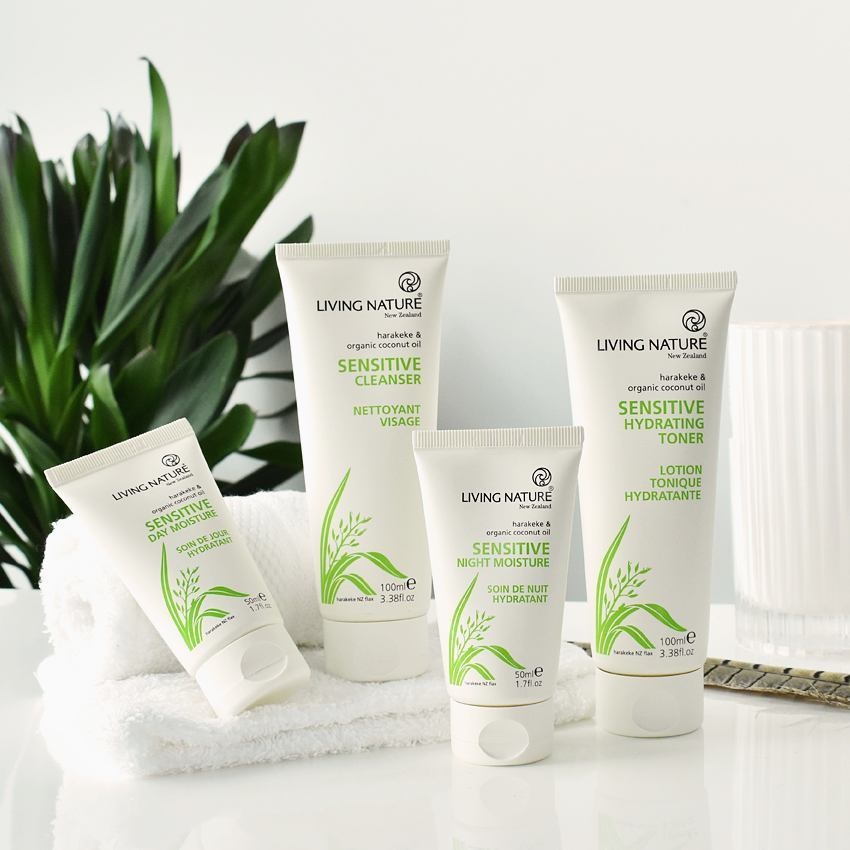 LIVING NATURE®
New Zealand
harakeke &
organic coconut oil
SENSITIVE
CLEANSER
NETTOYANT
VISAGE
100ml e
3.38fl.oz
LIVING NATURE®
New Zealand
harakeke &
organic coconut oil
SENSITIVE
HYDRATING
TONER
LOTION
TONIQUE
HYDRATANTE
100ml e
harakeke NZ flax
3.38fl.oz
LIVING NATURE®
New Zealand
harakeke &
organic coconut oil
SENSITIVE
DAY MOISTURE
SOIN DE JOUR
HYDRATANT
50ml e
1.7fl.oz
harakeke NZ flax
LIVING NATURE®
New Zealand
harakeke &
organic coconut oil
SENSITIVE
NIGHT MOISTURE
SOIN DE NUIT
HYDRATANT
50ml e
harakeke NZ flax
1.7fl.oz